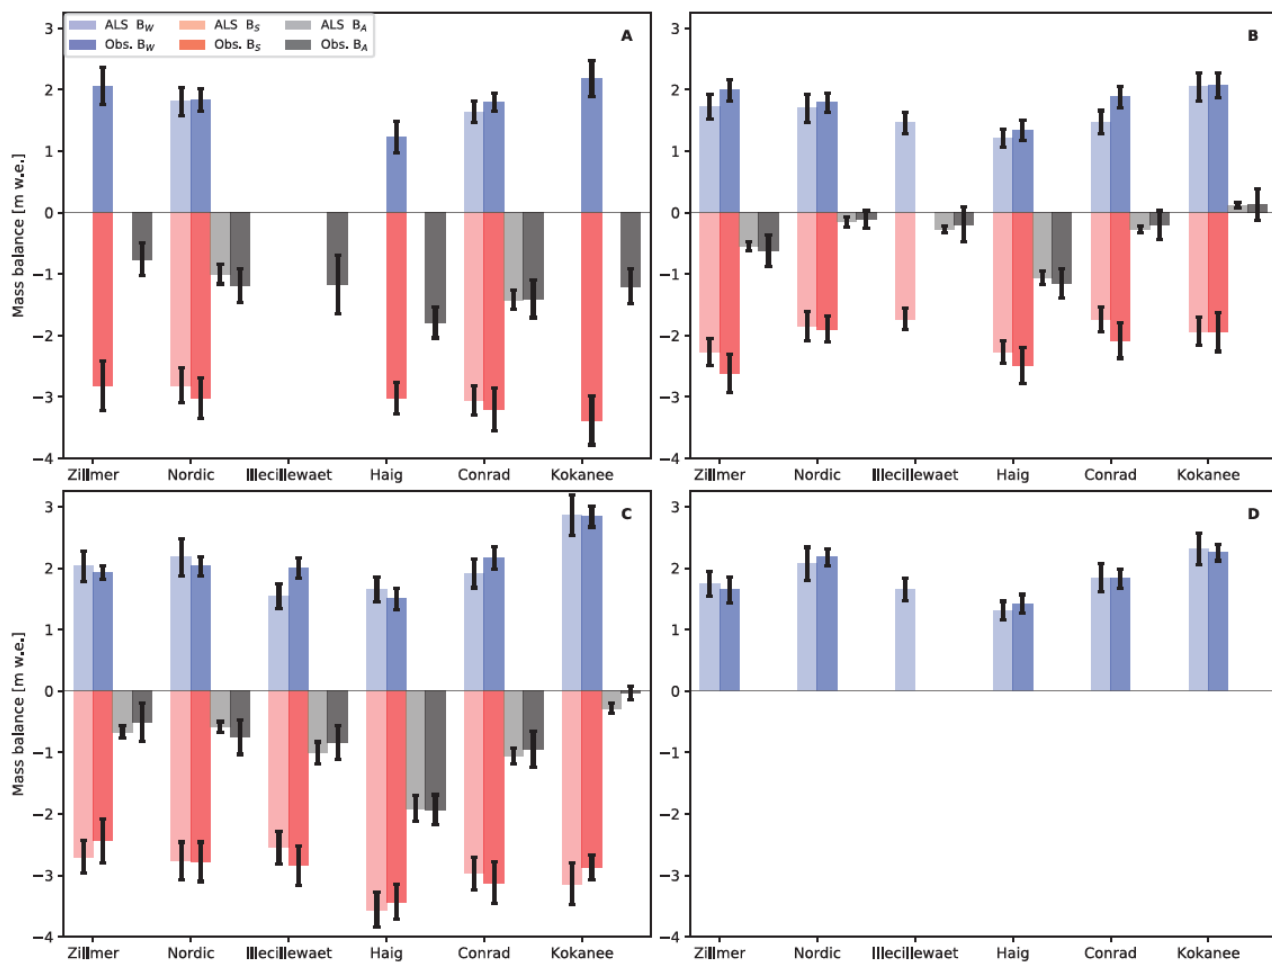 ALS B_W ALS B_S ALS B_A
Obs. B_W Obs. B_S Obs. B_A
A
B
Mass balance [m w.e.]
3
2
1
0
−1
−2
−3
−4
3
2
1
0
−1
−2
−3
−4
Zillmer Nordic Illecillewaet Haig Conrad Kokanee
Zillmer Nordic Illecillewaet Haig Conrad Kokanee
C
D
Mass balance [m w.e.]
3
2
1
0
−1
−2
−3
−4
3
2
1
0
−1
−2
−3
−4
Zillmer Nordic Illecillewaet Haig Conrad Kokanee
Zillmer Nordic Illecillewaet Haig Conrad Kokanee